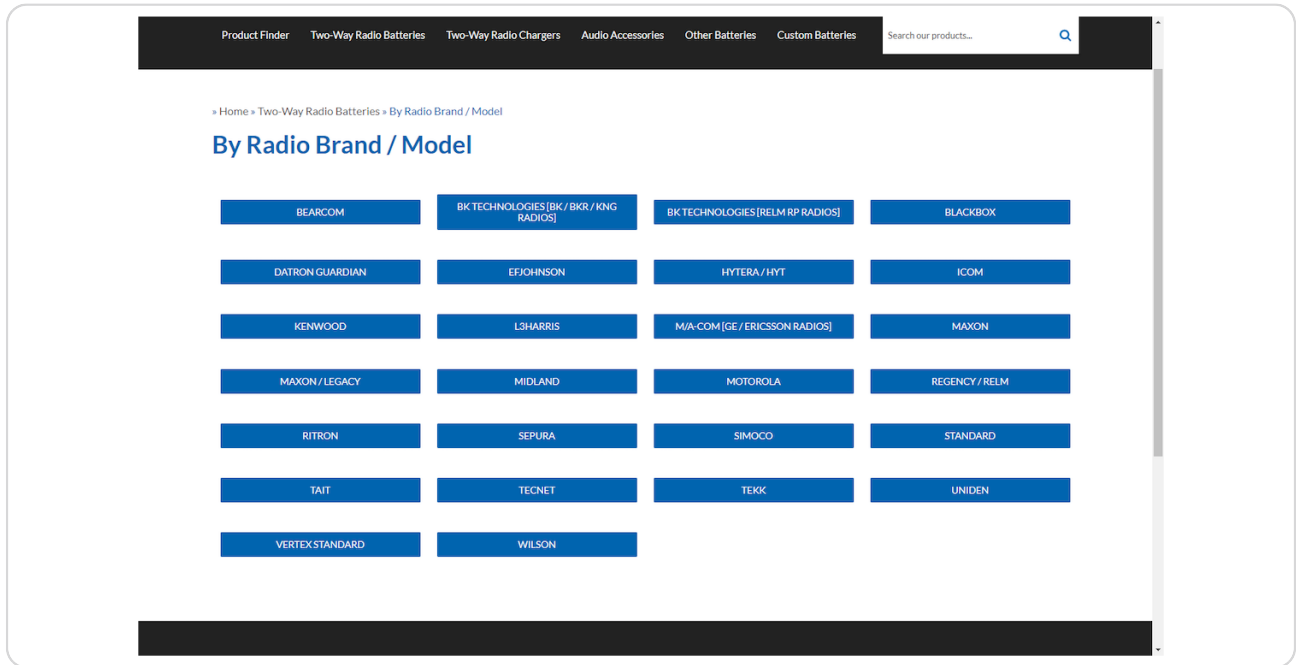 Product Finder
Two-Way Radio Batteries
Two-Way Radio Chargers
Audio Accessories
Other Batteries
Custom Batteries
Search our products...
» Home » Two-Way Radio Batteries » By Radio Brand / Model
By Radio Brand / Model
BEARCOM
BK TECHNOLOGIES [BK / BKR / KNG
RADIOS]
BK TECHNOLOGIES [RELM RP RADIOS]
BLACKBOX
DATRON GUARDIAN
EFJOHNSON
HYTERA / HYT
ICOM
KENWOOD
L3HARRIS
M/A-COM [GE / ERICSSON RADIOS]
MAXON
MAXON / LEGACY
MIDLAND
MOTOROLA
REGENCY / RELM
RITRON
SEPURA
SIMOCO
STANDARD
TAIT
TECNET
TEKK
UNIDEN
VERTEX STANDARD
WILSON